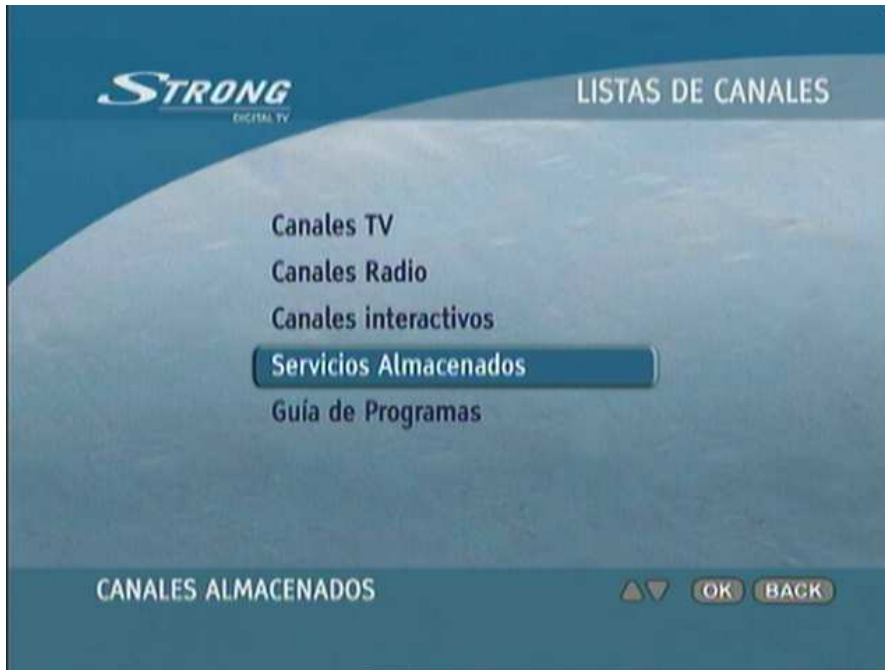 STRONG
DIGITAL TV
LISTAS DE CANALES
Canales TV
Canales Radio
Canales interactivos
Servicios Almacenados
Guía de Programas
CANALES ALMACENADOS
OK BACK